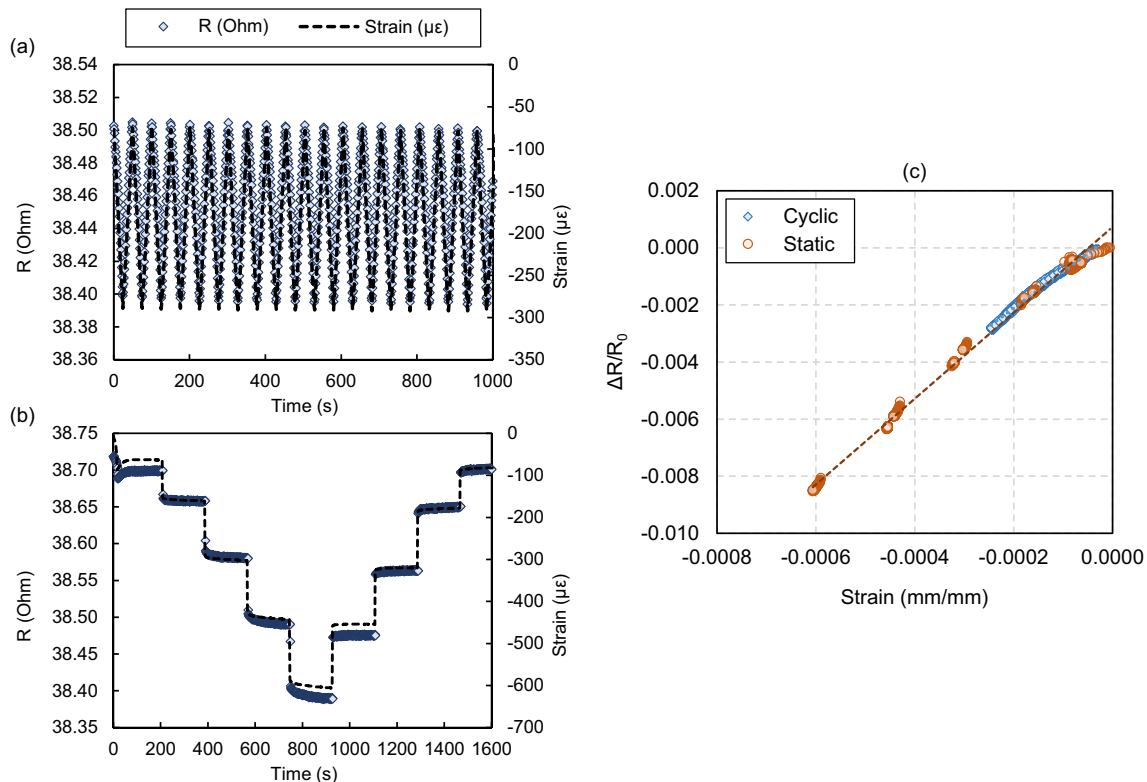 R (Ohm) Strain (με)
(a)
38.54
38.52
38.50
38.48
38.46
38.44
38.42
38.40
38.38
38.36
R (Ohm)
0
-50
-100
-150
-200
-250
-300
-350
Strain (με)
0 200 400 600 800 1000
Time (s)
(b)
38.75
38.70
38.65
38.60
38.55
38.50
38.45
38.40
38.35
R (Ohm)
0
-100
-200
-300
-400
-500
-600
-700
Strain (με)
0 200 400 600 800 1000 1200 1400 1600
Time (s)
(c)
Cyclic
Static
0.002
0.000
-0.002
-0.004
-0.006
-0.008
-0.010
ΔR/R₀
-0.0008 -0.0006 -0.0004 -0.0002 0.0000
Strain (mm/mm)